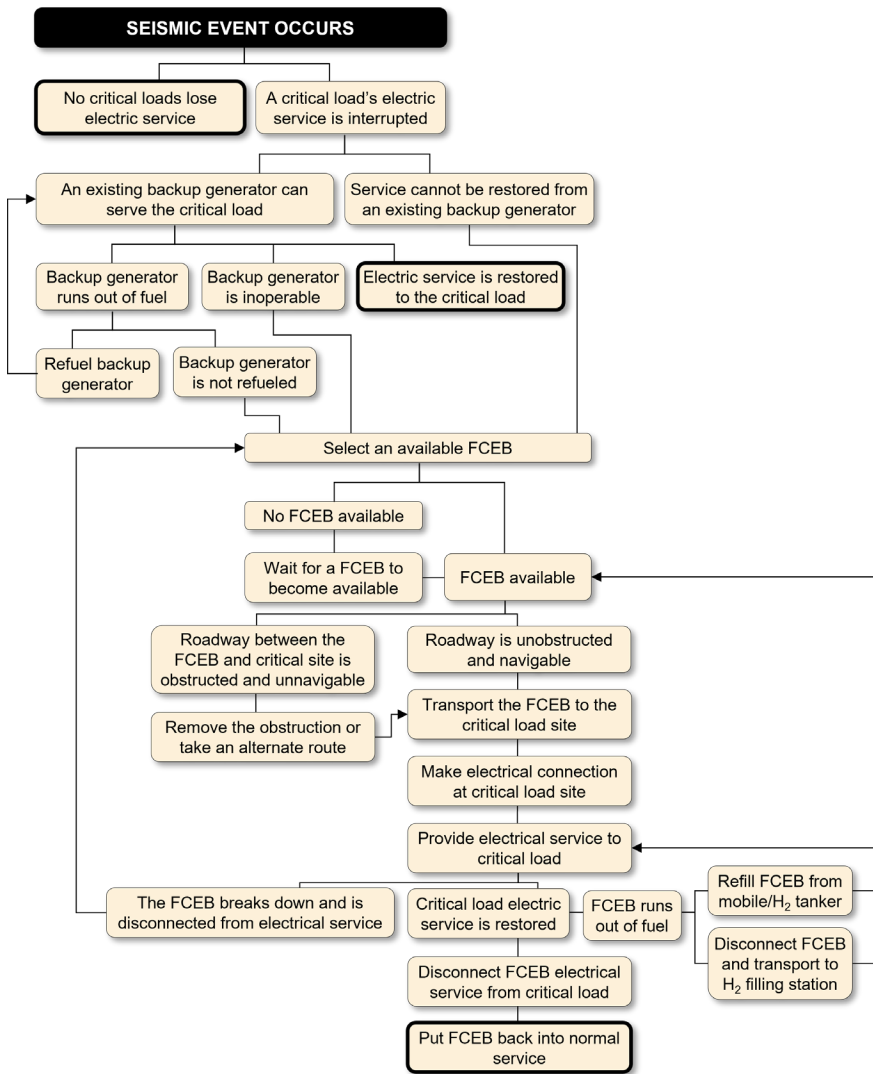 SEISMIC EVENT OCCURS
No critical loads lose
electric service
A critical load's electric
service is interrupted
An existing backup generator can
serve the critical load
Service cannot be restored from
an existing backup generator
Backup generator
runs out of fuel
Backup generator
is inoperable
Electric service is restored
to the critical load
Refuel backup
generator
Backup generator
is not refueled
Select an available FCEB
No FCEB available
Wait for a FCEB to
become available
FCEB available
Roadway between the
FCEB and critical site is
obstructed and unnavigable
Roadway is unobstructed
and navigable
Remove the obstruction or
take an alternate route
Transport the FCEB to the
critical load site
Make electrical connection
at critical load site
Provide electrical service to
critical load
The FCEB breaks down and is
disconnected from electrical service
Critical load electric
service is restored
FCEB runs
out of fuel
Refill FCEB from
mobile/H₂ tanker
Disconnect FCEB
and transport to
H₂ filling station
Disconnect FCEB electrical
service from critical load
Put FCEB back into normal
service